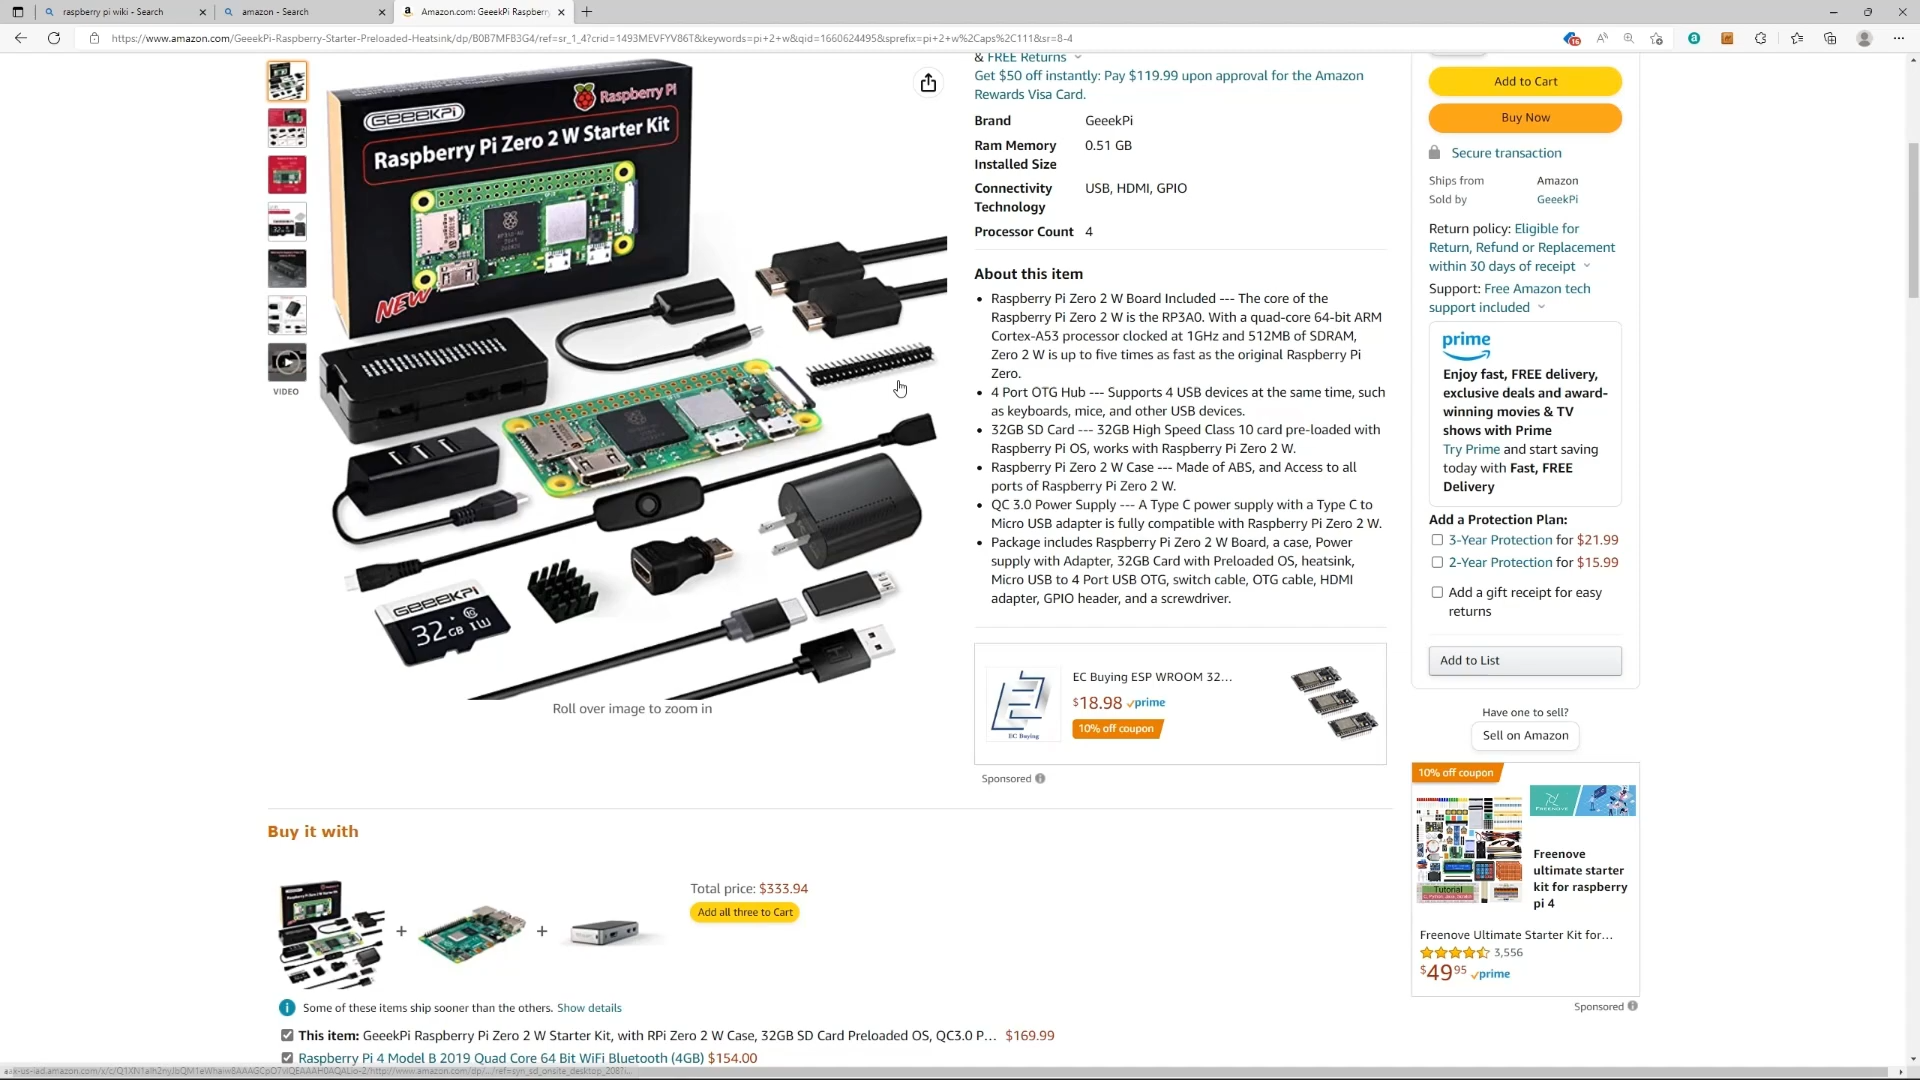 raspberry pi wiki - Search
amazon - Search
Amazon.com: GeeekPi Raspberry
https://www.amazon.com/GeeekPi-Raspberry-Starter-Preloaded-Heatsink/dp/B0B7MFB3G4/ref=sr_1_4?crid=1493MEVFYV86T&keywords=pi+2+w&qid=1660624495&sprefix=pi+2+w%2Caps%2C111&sr=8-4
16
GeeekPi
Raspberry Pi
Raspberry Pi Zero 2 W Starter Kit
NEW
GeeekPi
32 GB
VIDEO
Roll over image to zoom in
& FREE Returns
Get $50 off instantly: Pay $119.99 upon approval for the Amazon
Rewards Visa Card.
Brand GeeekPi
Ram Memory 0.51 GB
Installed Size
Connectivity USB, HDMI, GPIO
Technology
Processor Count 4
About this item
Raspberry Pi Zero 2 W Board Included --- The core of the
Raspberry Pi Zero 2 W is the RP3A0. With a quad-core 64-bit ARM
Cortex-A53 processor clocked at 1GHz and 512MB of SDRAM,
Zero 2 W is up to five times as fast as the original Raspberry Pi
Zero.
4 Port OTG Hub --- Supports 4 USB devices at the same time, such
as keyboards, mice, and other USB devices.
32GB SD Card --- 32GB High Speed Class 10 card pre-loaded with
Raspberry Pi OS, works with Raspberry Pi Zero 2 W.
Raspberry Pi Zero 2 W Case --- Made of ABS, and Access to all
ports of Raspberry Pi Zero 2 W.
QC 3.0 Power Supply --- A Type C power supply with a Type C to
Micro USB adapter is fully compatible with Raspberry Pi Zero 2 W.
Package includes Raspberry Pi Zero 2 W Board, a case, Power
supply with Adapter, 32GB Card with Preloaded OS, heatsink,
Micro USB to 4 Port USB OTG, switch cable, OTG cable, HDMI
adapter, GPIO header, and a screwdriver.
EC Buying
EC Buying ESP WROOM 32...
$18.98 prime
10% off coupon
Sponsored
Add to Cart
Buy Now
Secure transaction
Ships from Amazon
Sold by GeeekPi
Return policy: Eligible for
Return, Refund or Replacement
within 30 days of receipt
Support: Free Amazon tech
support included
prime
Enjoy fast, FREE delivery,
exclusive deals and award-
winning movies & TV
shows with Prime
Try Prime and start saving
today with Fast, FREE
Delivery
Add a Protection Plan:
3-Year Protection for $21.99
2-Year Protection for $15.99
Add a gift receipt for easy
returns
Add to List
Have one to sell?
Sell on Amazon
10% off coupon
FREENOVE
Tutorial
Freenove
ultimate starter
kit for raspberry
pi 4
Freenove Ultimate Starter Kit for...
3,556
$49 95 prime
Sponsored
Buy it with
+
+
Total price: $333.94
Add all three to Cart
Some of these items ship sooner than the others. Show details
This item: GeeekPi Raspberry Pi Zero 2 W Starter Kit, with RPi Zero 2 W Case, 32GB SD Card Preloaded OS, QC3.0 P... $169.99
Raspberry Pi 4 Model B 2019 Quad Core 64 Bit WiFi Bluetooth (4GB) $154.00